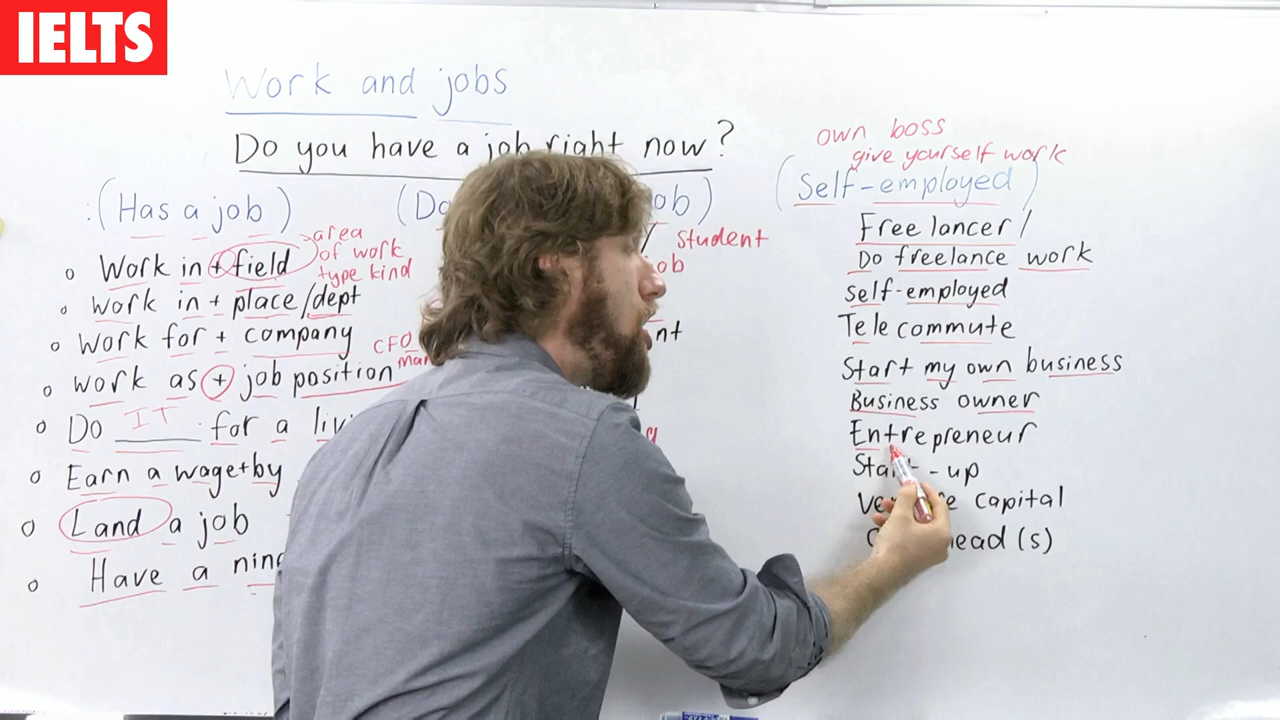 IELTS
Work and jobs
Do you have a job right now?
(Has a job)
Work in + field
area
of work
type kind
work in + place/dept
Work for + company
CFO
work as + job position
Do IT for a
Earn a wage+by
Land a job
Have a
student
own boss
give yourself work
(Self-employed)
Freelancer/
Do freelance work
self-employed
Telecommute
Start my own business
Business owner
Entrepreneur
-up
capital
(s)